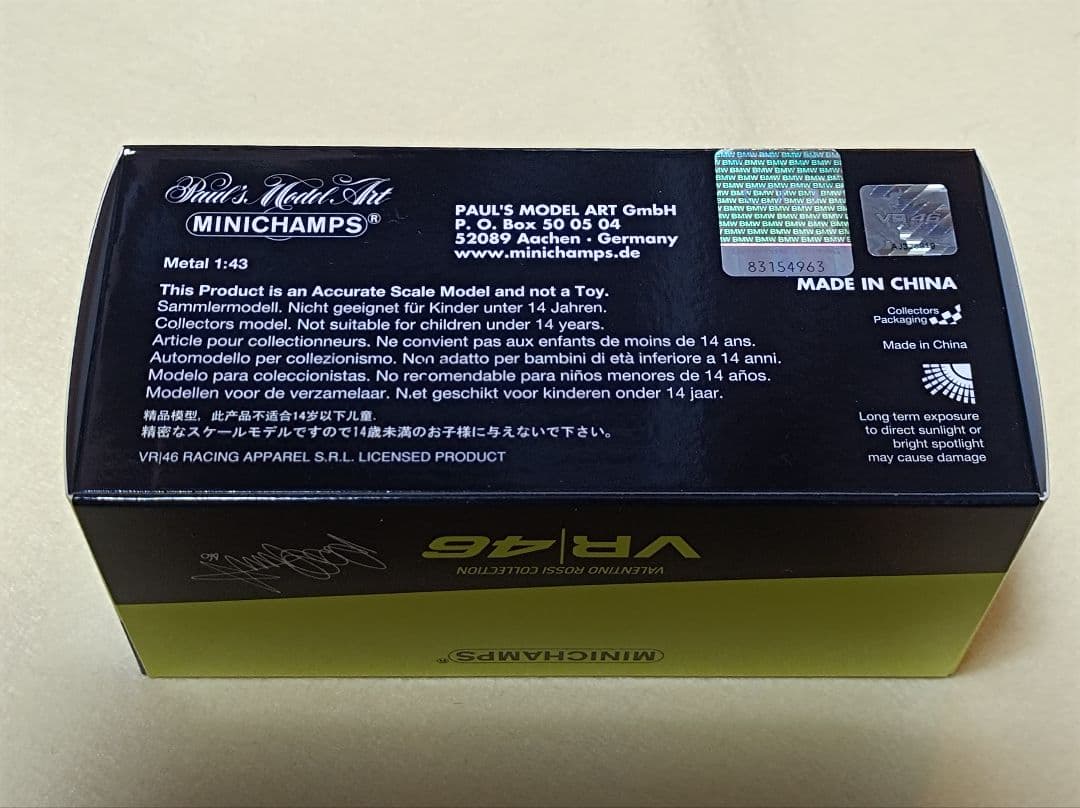 Paul's Model Art
MINICHAMPS®
PAUL'S MODEL ART GmbH
P. O. Box 50 05 04
52089 Aachen · Germany
www.minichamps.de
Metal 1:43
This Product is an Accurate Scale Model and not a Toy.
Sammlermodell. Nicht geeignet für Kinder unter 14 Jahren.
Collectors model. Not suitable for children under 14 years.
Article pour collectionneurs. Ne convient pas aux enfants de moins de 14 ans.
Automodello per collezionismo. Non adatto per bambini di età inferiore a 14 anni.
Modelo para coleccionistas. No recomendable para niños menores de 14 años.
Modellen voor de verzamelaar. N.et geschikt voor kinderen onder 14 jaar.
精品模型，此产品不适合14岁以下儿童.
精密なスケールモデルですので14歳未満のお子様に与えないで下さい。
VR|46 RACING APPAREL S.R.L. LICENSED PRODUCT
BMW BMW BMW BMW BMW
83154963
VR|46
MADE IN CHINA
Collectors
Packaging
Made in China
Long term exposure
to direct sunlight or
bright spotlight
may cause damage
VR|46
VALENTINO ROSSI COLLECTION
MINICHAMPS®